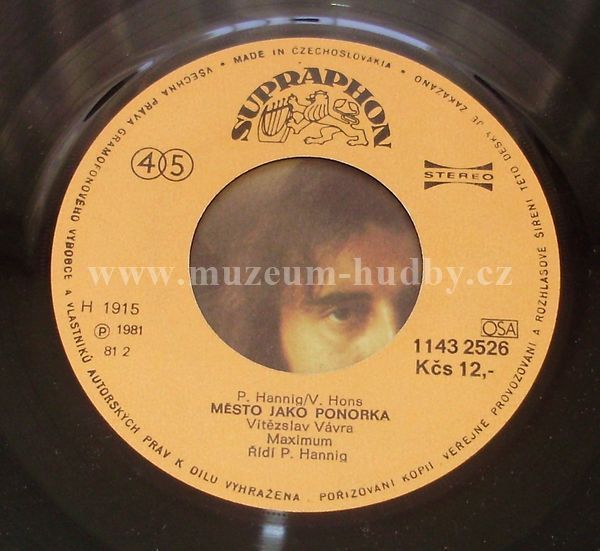 • MADE IN CZECHOSLOVAKIA •
VŠECHNA PRÁVA GRAMOFONOVÉHO VÝROBCE A VLASTNÍKŮ AUTORSKÝCH PRÁV K DÍLU VYHRAŽENA. POŘIZOVÁNÍ KOPIÍ VEŘEJNÉ PROVOZOVÁNÍ A ROZHLASOVÉ ŠÍŘENÍ TÉTO DESKY JE ZAKÁZÁNO
SUPRAPHON
45
STEREO
www.muzeum-hudby.cz
H 1915
Ⓟ 1981
81 2
OSA
1143 2526
Kčs 12,-
P. Hannig/V. Hons
MĚSTO JAKO PONORKA
Vítězslav Vávra
Maximum
Řídí P. Hannig